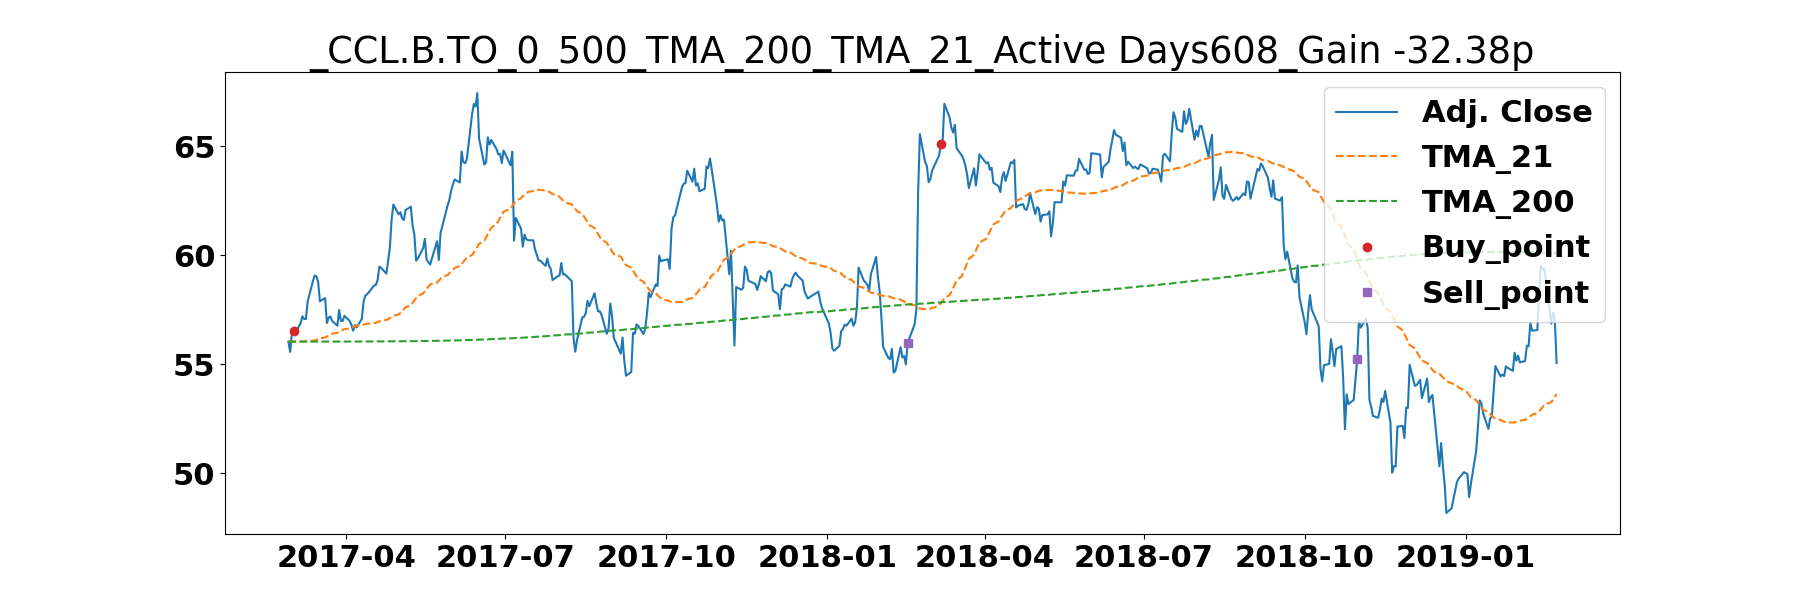 _CCL.B.TO_0_500_TMA_200_TMA_21_Active Days608_Gain -32.38p
65
60
55
50
Adj. Close
TMA_21
TMA_200
Buy_point
Sell_point
2017-04 2017-07 2017-10 2018-01 2018-04 2018-07 2018-10 2019-01